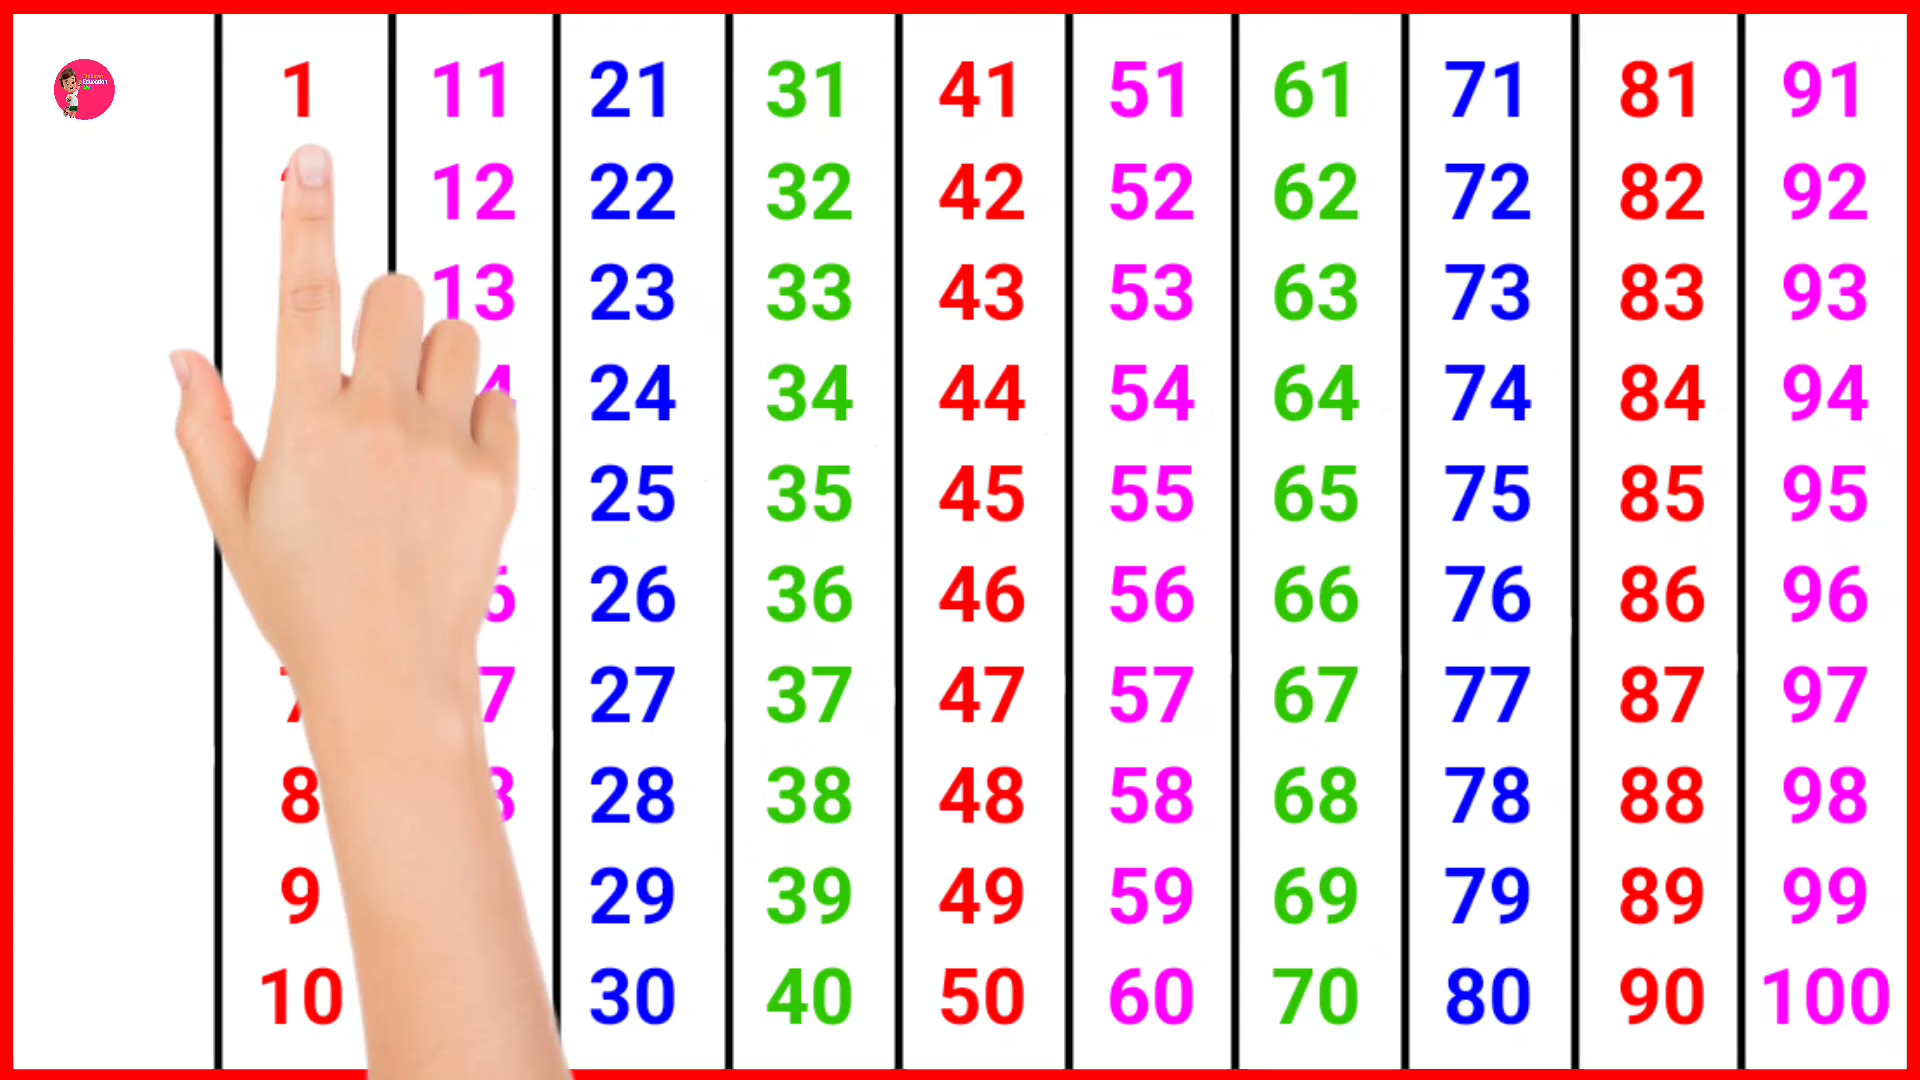 1 11 21 31 41 51 61 71 81 91
12 22 32 42 52 62 72 82 92
13 23 33 43 53 63 73 83 93
24 34 44 54 64 74 84 94
25 35 45 55 65 75 85 95
26 36 46 56 66 76 86 96
27 37 47 57 67 77 87 97
8 28 38 48 58 68 78 88 98
9 29 39 49 59 69 79 89 99
10 30 40 50 60 70 80 90 100
Education